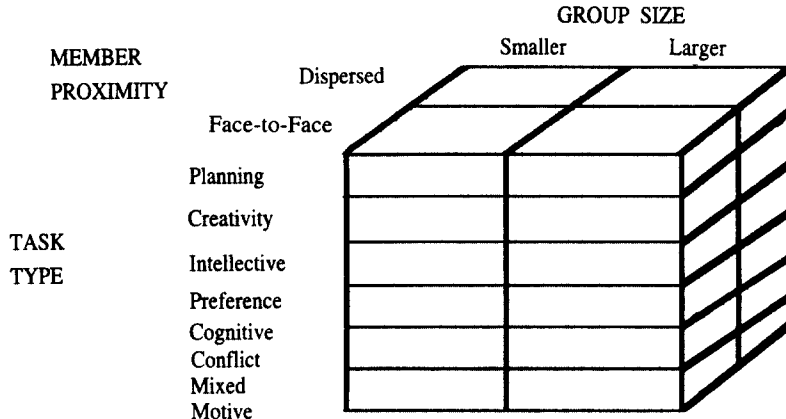 GROUP SIZE
Smaller Larger
MEMBER
PROXIMITY
Dispersed
Face-to-Face
Planning
Creativity
TASK
TYPE
Intellective
Preference
Cognitive
Conflict
Mixed
Motive